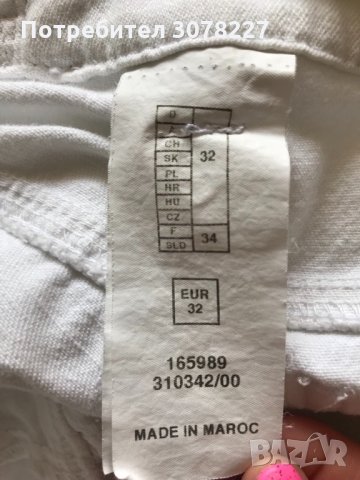 Потребител 3078227
D
A
CH
SK
PL
HR
HU
CZ
F
SLO
32
34
EUR
32
165989
310342/00
MADE IN MAROC
BAZAR